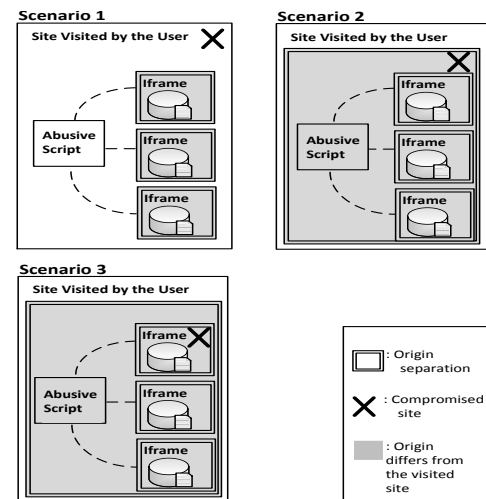 Scenario 1
Site Visited by the User
Iframe
Abusive
Script
Iframe
Iframe
Scenario 2
Site Visited by the User
Iframe
Abusive
Script
Iframe
Iframe
Scenario 3
Site Visited by the User
Iframe
Abusive
Script
Iframe
Iframe
: Origin
separation
: Compromised
site
: Origin
differs from
the visited
site